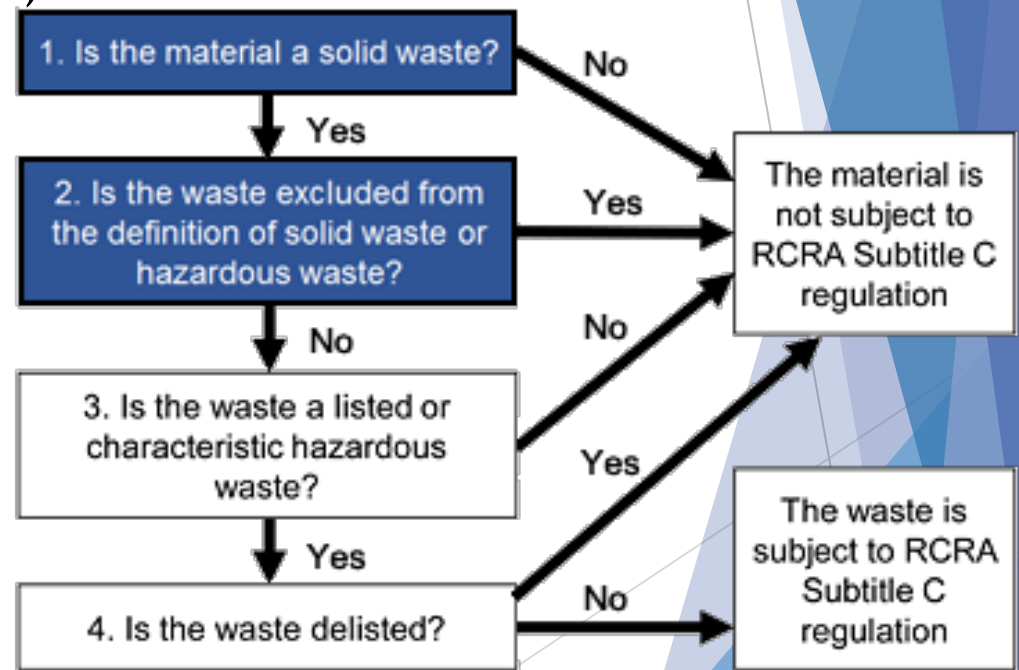 1. Is the material a solid waste?
No
Yes
2. Is the waste excluded from
the definition of solid waste or
hazardous waste?
Yes
The material is
not subject to
RCRA Subtitle C
regulation
No
No
3. Is the waste a listed or
characteristic hazardous
waste?
Yes
Yes
4. Is the waste delisted?
No
The waste is
subject to RCRA
Subtitle C
regulation